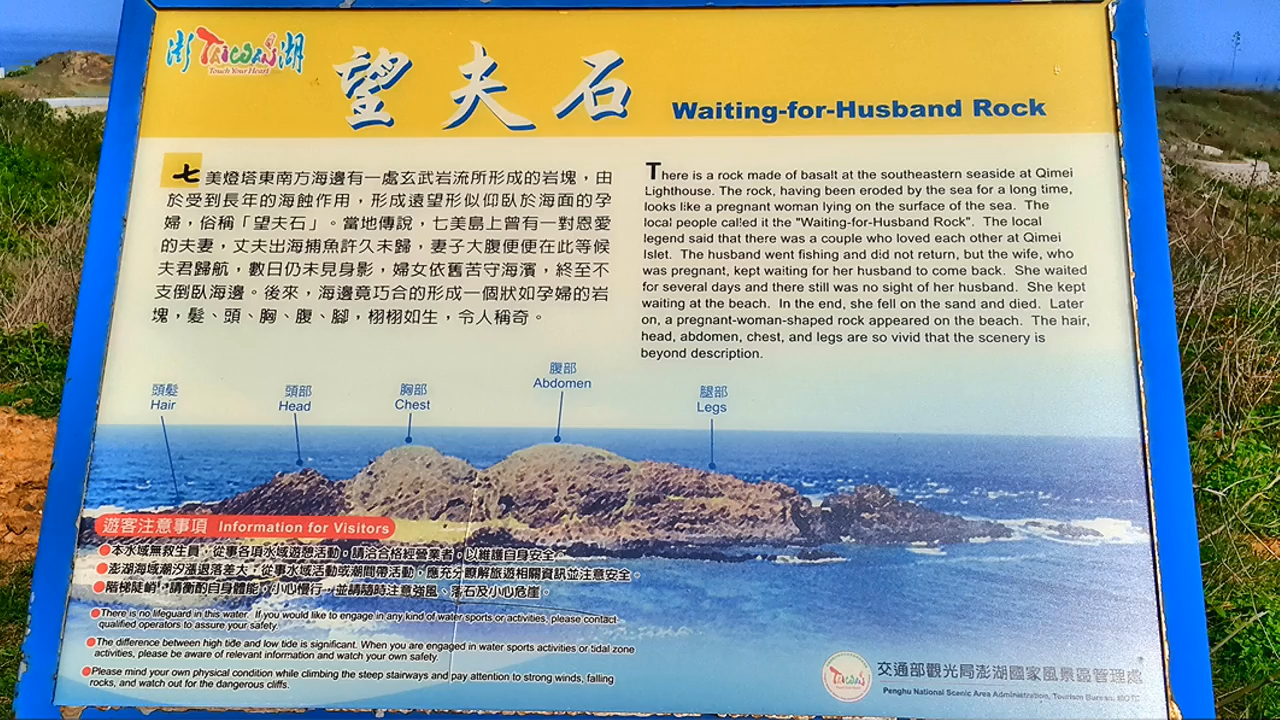 澎TAIWAN湖
Touch Your Heart
望夫石 Waiting-for-Husband Rock
七美燈塔東南方海邊有一處玄武岩流所形成的岩塊，由
於受到長年的海蝕作用，形成遠望形似仰臥於海面的孕
婦，俗稱「望夫石」。當地傳說，七美島上曾有一對恩愛
的夫妻，丈夫出海捕魚許久未歸，妻子大腹便便在此等候
夫君歸航，數日仍未見身影，婦女依舊苦守海濱，終至不
支倒臥海邊。後來，海邊竟巧合的形成一個狀如孕婦的岩
塊，髮、頭、胸、腹、腳，栩栩如生，令人稱奇。
There is a rock made of basalt at the southeastern seaside at Qimei
Lighthouse. The rock, having been eroded by the sea for a long time,
looks like a pregnant woman lying on the surface of the sea. The
local people called it the "Waiting-for-Husband Rock". The local
legend said that there was a couple who loved each other at Qimei
Islet. The husband went fishing and did not return, but the wife, who
was pregnant, kept waiting for her husband to come back. She waited
for several days and there still was no sight of her husband. She kept
waiting at the beach. In the end, she fell on the sand and died. Later
on, a pregnant-woman-shaped rock appeared on the beach. The hair,
head, abdomen, chest, and legs are so vivid that the scenery is
beyond description.
頭髮
Hair
頭部
Head
胸部
Chest
腹部
Abdomen
腿部
Legs
遊客注意事項 Information for Visitors
●本水域無救生員，從事各項水域遊憩活動，請洽合格經營業者，以維護自身安全。
●澎湖海域潮汐漲退落差大，從事水域活動或潮間帶活動，應充分瞭解旅遊相關資訊並注意安全。
●階梯陡峭，請衡酌自身體能，小心慢行，並請隨時注意強風、落石及小心危崖。
●There is no lifeguard in this water. If you would like to engage in any kind of water sports or activities, please contact
qualified operators to assure your safety.
●The difference between high tide and low tide is significant. When you are engaged in water sports activities or tidal zone
activities, please be aware of relevant information and watch your own safety.
●Please mind your own physical condition while climbing the steep stairways and pay attention to strong winds, falling
rocks, and watch out for the dangerous cliffs.
TAIWAN
交通部觀光局澎湖國家風景區管理處
Penghu National Scenic Area Administration, Tourism Bureau, MOTC